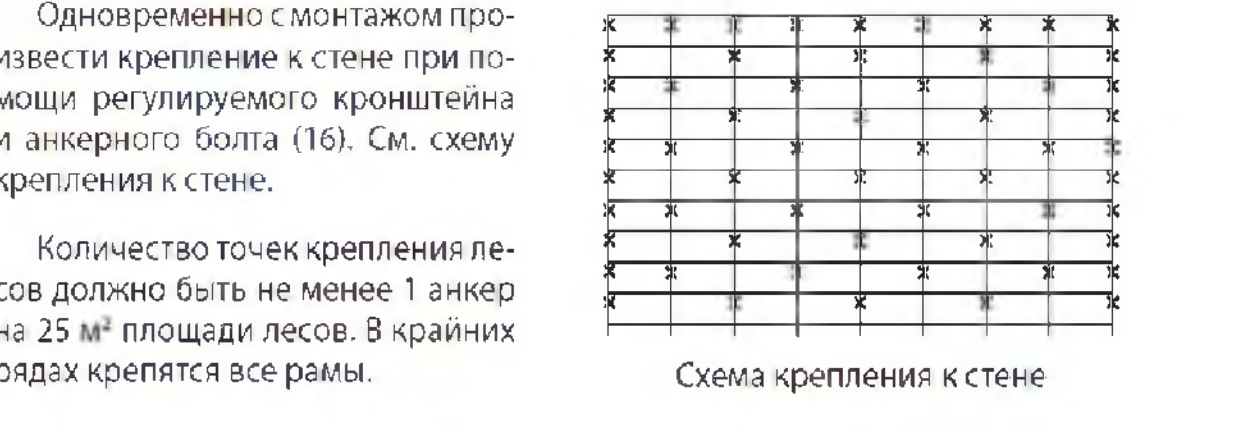 Одновременно с монтажом про-
извести крепление к стене при по-
мощи регулируемого кронштейна
и анкерного болта (16). См. схему
крепления к стене.
Количество точек крепления ле-
сов должно быть не менее 1 анкер
на 25 м² площади лесов. В крайних
рядах крепятся все рамы.
Схема крепления к стене